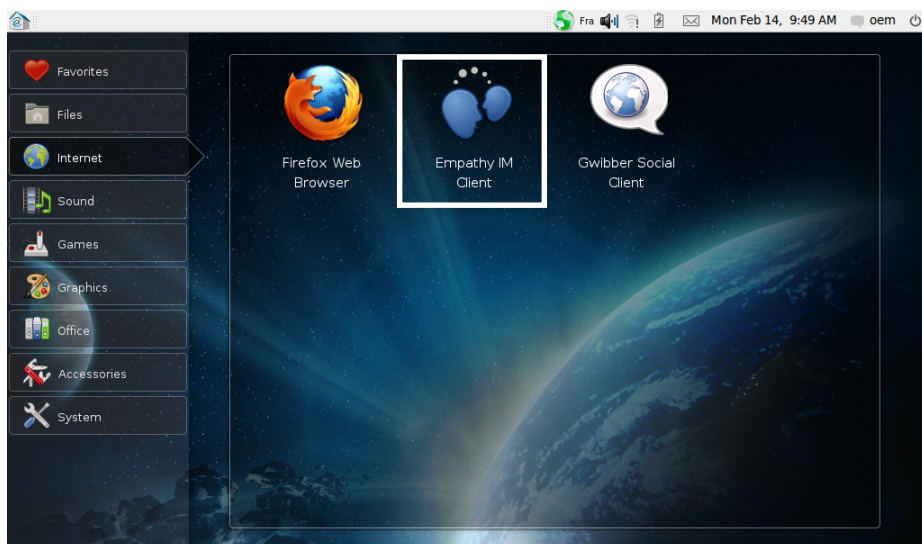 Fra Mon Feb 14, 9:49 AM oem
Favorites
Files
Internet
Sound
Games
Graphics
Office
Accessories
System
Firefox Web
Browser
Empathy IM
Client
Gwibber Social
Client